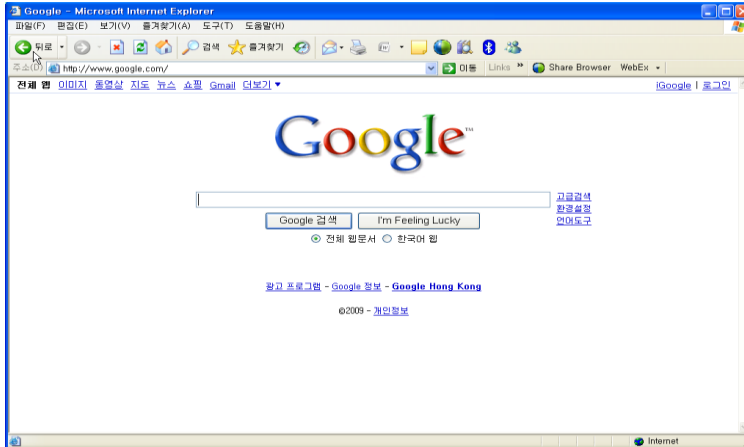 Google - Microsoft Internet Explorer
파일(F) 편집(E) 보기(V) 즐겨찾기(A) 도구(T) 도움말(H)
뒤로 검색 즐겨찾기
주소(D) http://www.google.com/ 이동 Links » Share Browser WebEx
전체 웹 이미지 동영상 지도 뉴스 쇼핑 Gmail 더보기 ▼ iGoogle | 로그인
Google™
고급검색
환경설정
언어도구
Google 검색 I'm Feeling Lucky
전체 웹문서 한국어 웹
광고 프로그램 - Google 정보 - Google Hong Kong
©2009 - 개인정보
Internet